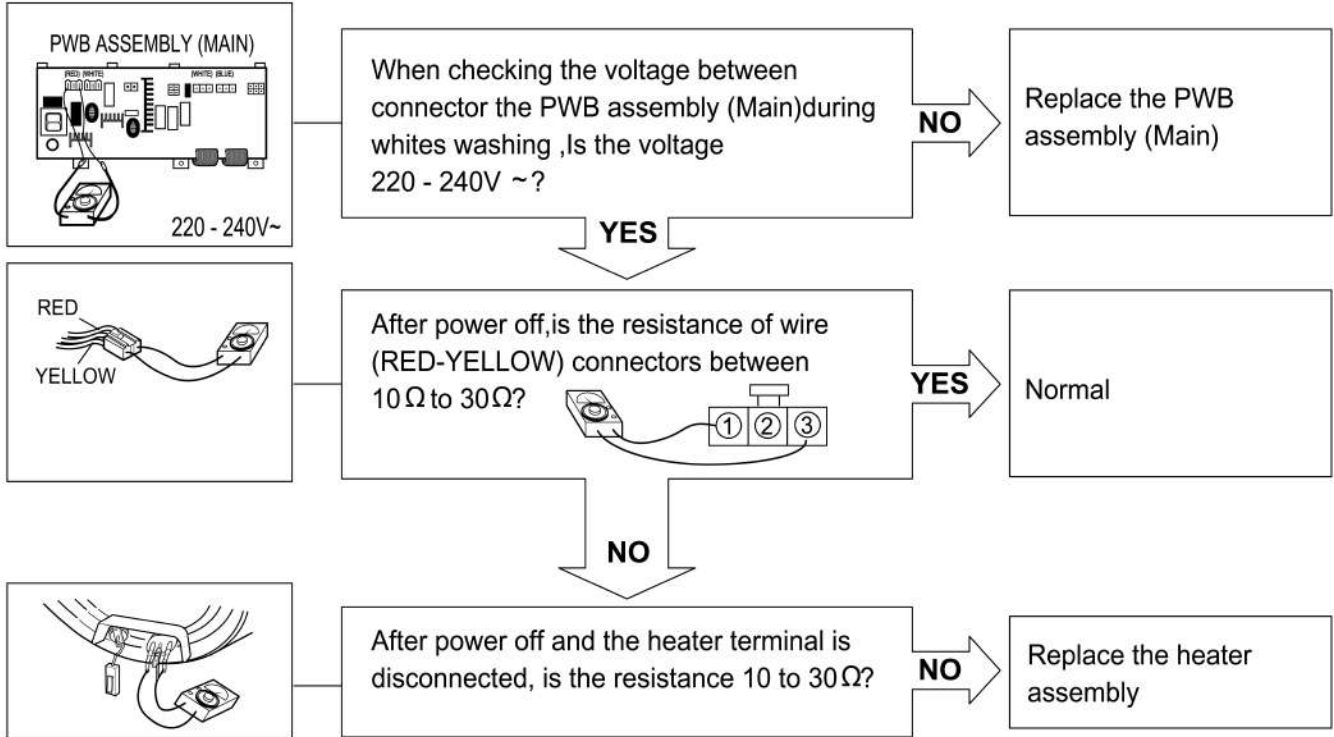 PWB ASSEMBLY (MAIN)
(RED) (WHITE)
(WHITE) (BLUE)
220 - 240V~
When checking the voltage between
connector the PWB assembly (Main)during
whites washing ,Is the voltage
220 - 240V ~?
NO
Replace the PWB
assembly (Main)
YES
RED
YELLOW
After power off,is the resistance of wire
(RED-YELLOW) connectors between
10Ω to 30Ω?
① ② ③
YES
Normal
NO
After power off and the heater terminal is
disconnected, is the resistance 10 to 30Ω?
NO
Replace the heater
assembly